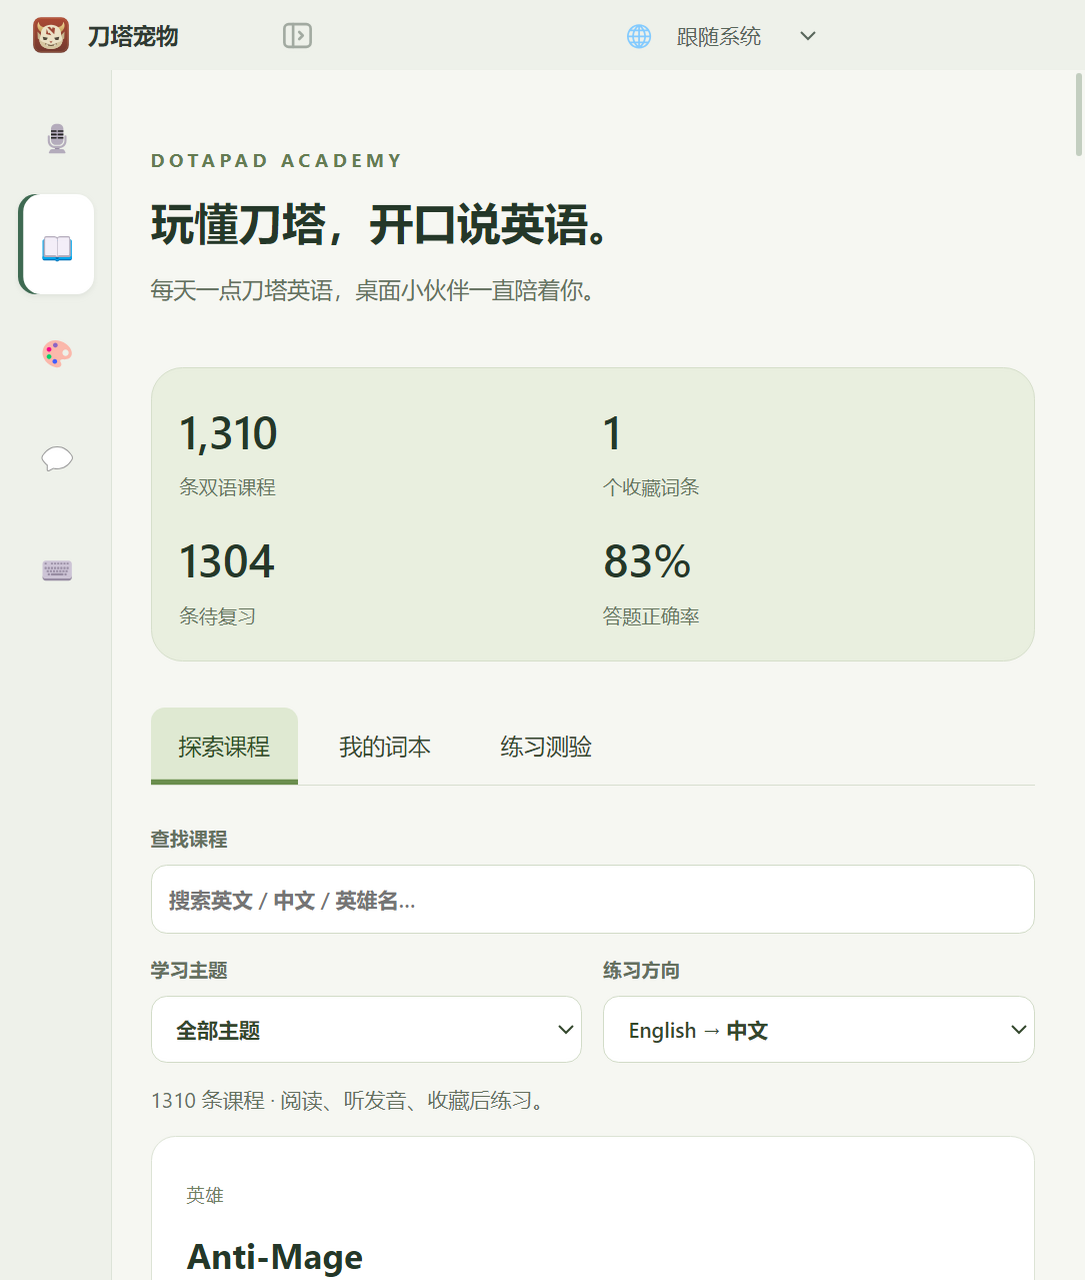 刀塔宠物
跟随系统
DOTAPAD ACADEMY
玩懂刀塔，开口说英语。
每天一点刀塔英语，桌面小伙伴一直陪着你。
1,310
条双语课程
1
个收藏词条
1304
条待复习
83%
答题正确率
探索课程
我的词本
练习测验
查找课程
搜索英文 / 中文 / 英雄名...
学习主题
练习方向
全部主题
English → 中文
1310 条课程 · 阅读、听发音、收藏后练习。
英雄
Anti-Mage